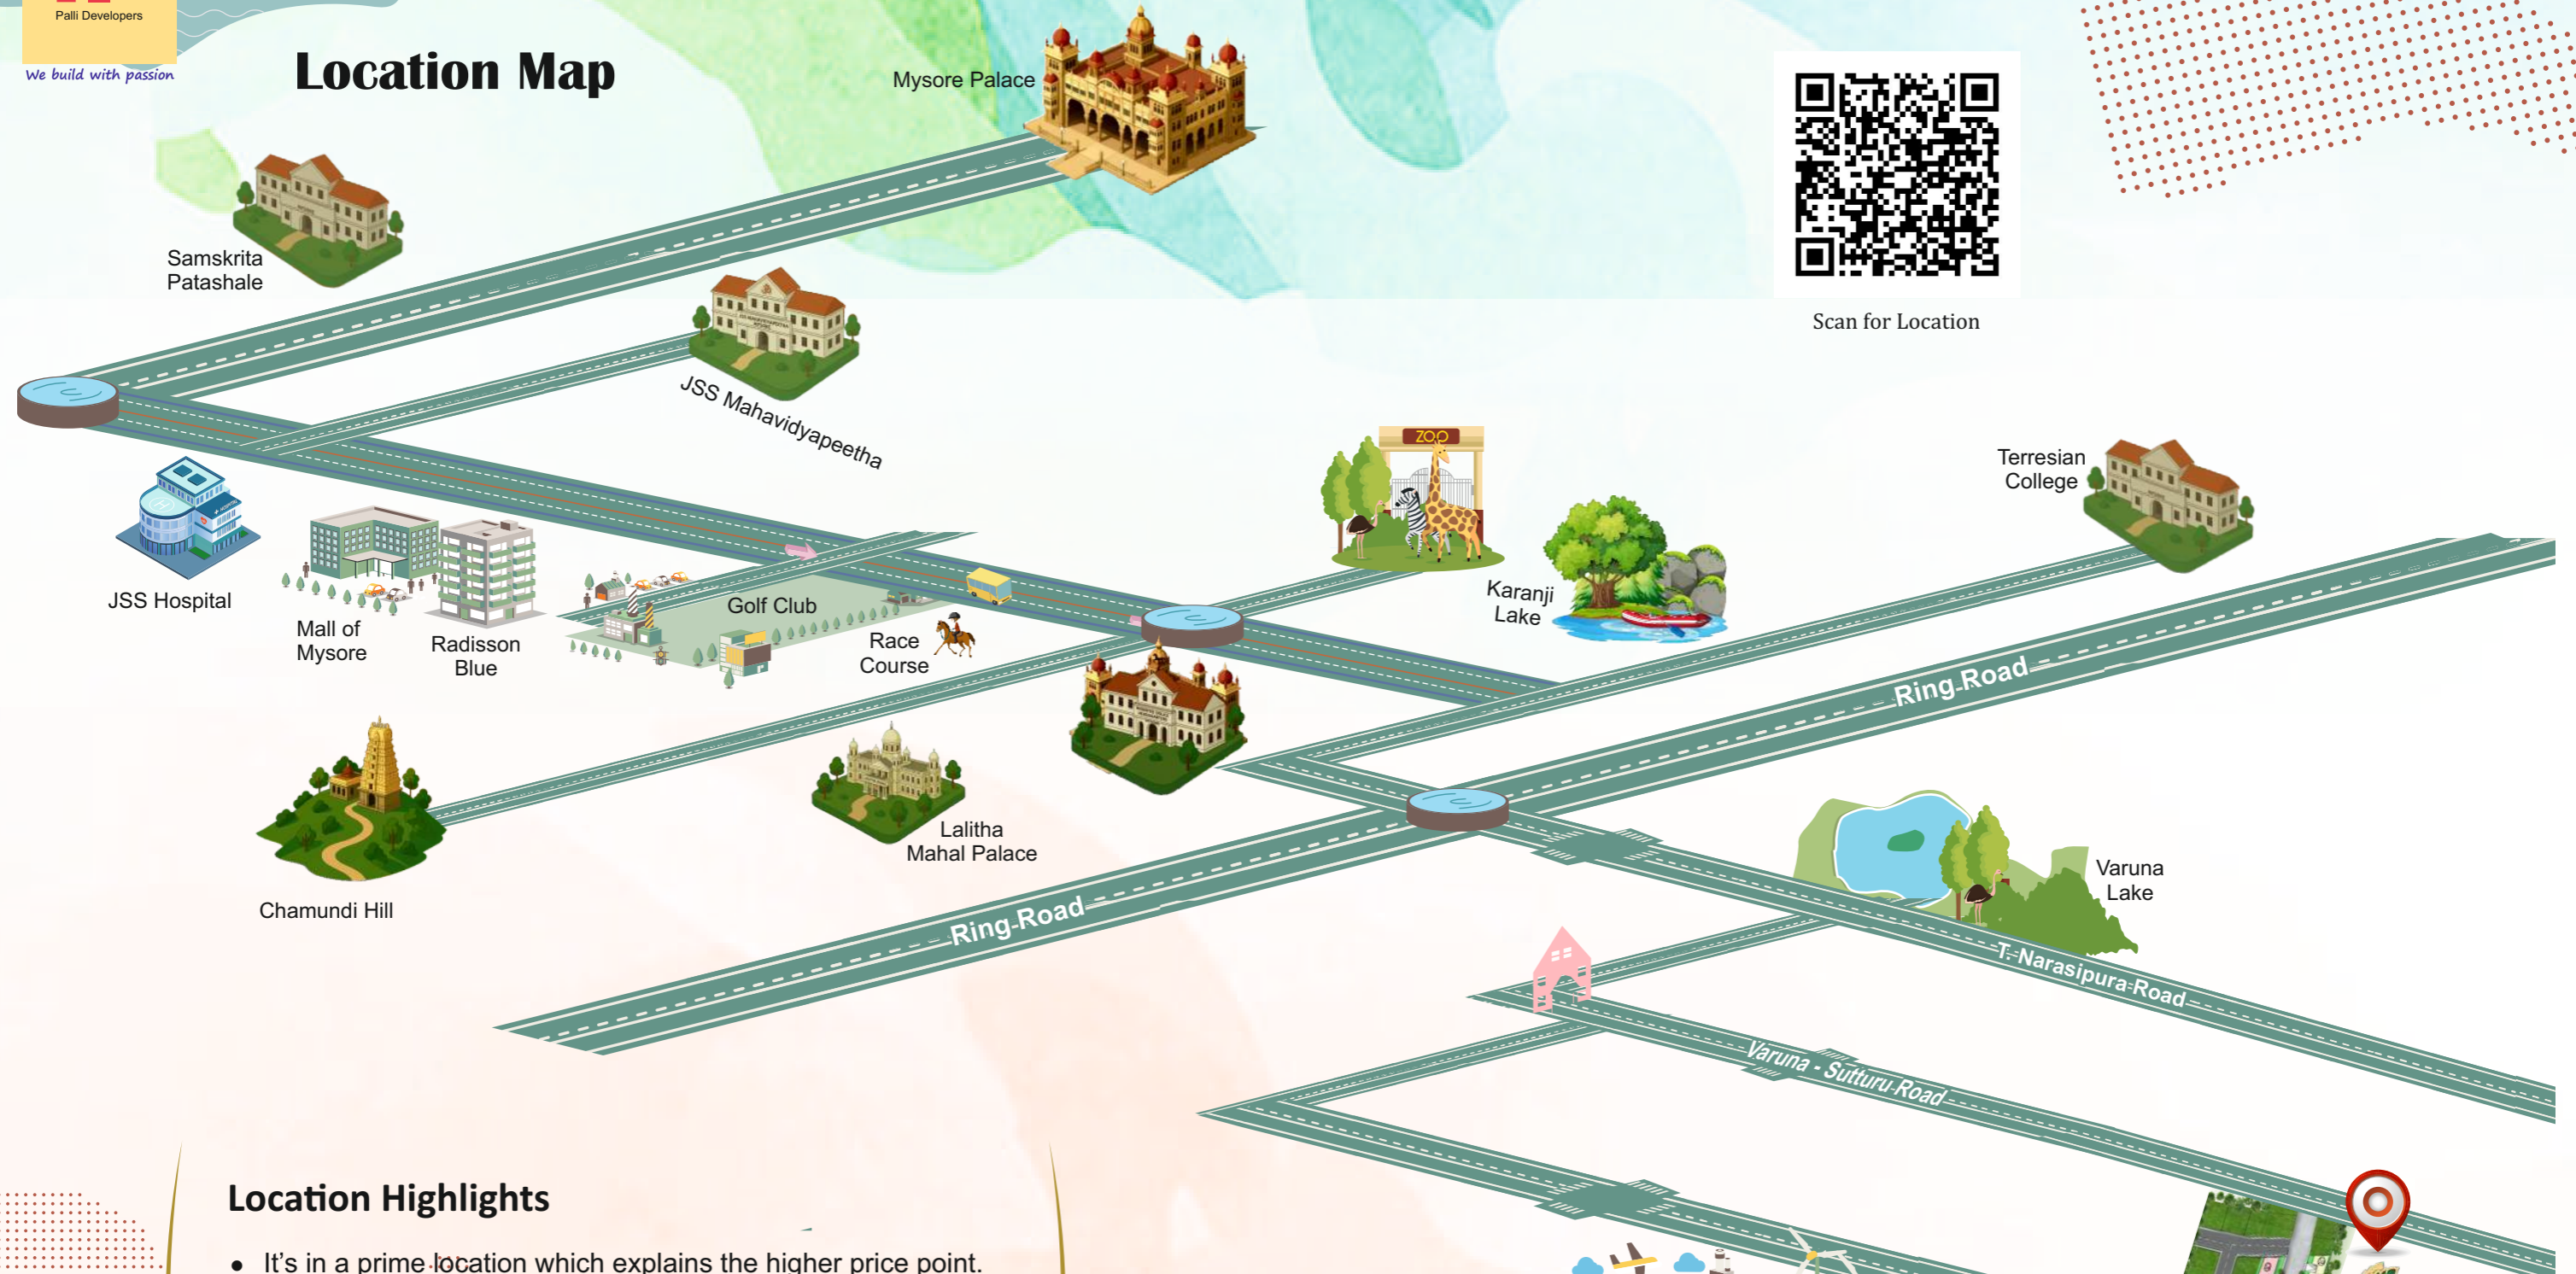 Palli Developers
We build with passion
Location Map
Mysore Palace
Scan for Location
Samskrita
Patashale
JSS Mahavidyapeetha
ZOO
Terresian
College
Karanji
Lake
JSS Hospital
Mall of
Mysore
Radisson
Blue
Golf Club
Race
Course
Ring Road
Lalitha
Mahal Palace
Chamundi Hill
Varuna
Lake
Ring Road
T. Narasipura Road
Varuna - Sutturu Road
Location Highlights
• It's in a prime location which explains the higher price point.